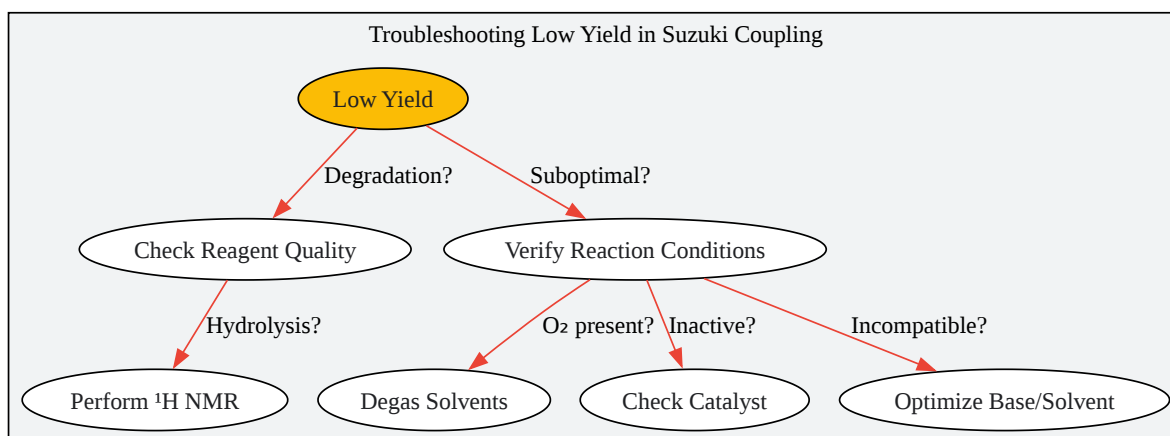 Troubleshooting Low Yield in Suzuki Coupling
Low Yield
Degradation?
Suboptimal?
Check Reagent Quality
Verify Reaction Conditions
Hydrolysis?
O₂ present?
Inactive?
Incompatible?
Perform ¹H NMR
Degas Solvents
Check Catalyst
Optimize Base/Solvent